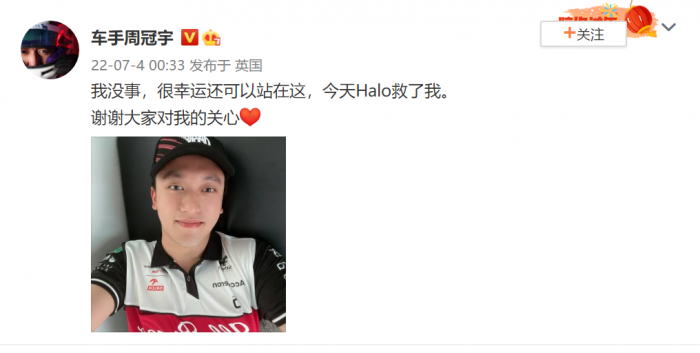 车手周冠宇
+关注
22-07-4 00:33 发布于 英国
我没事，很幸运还可以站在这，今天Halo救了我。
谢谢大家对我的关心